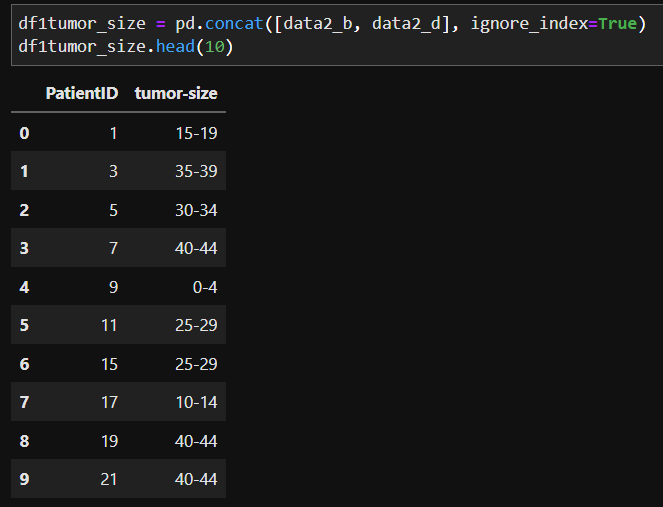 df1tumor_size = pd.concat([data2_b, data2_d], ignore_index=True)
df1tumor_size.head(10)
PatientID tumor-size
0 1 15-19
1 3 35-39
2 5 30-34
3 7 40-44
4 9 0-4
5 11 25-29
6 15 25-29
7 17 10-14
8 19 40-44
9 21 40-44